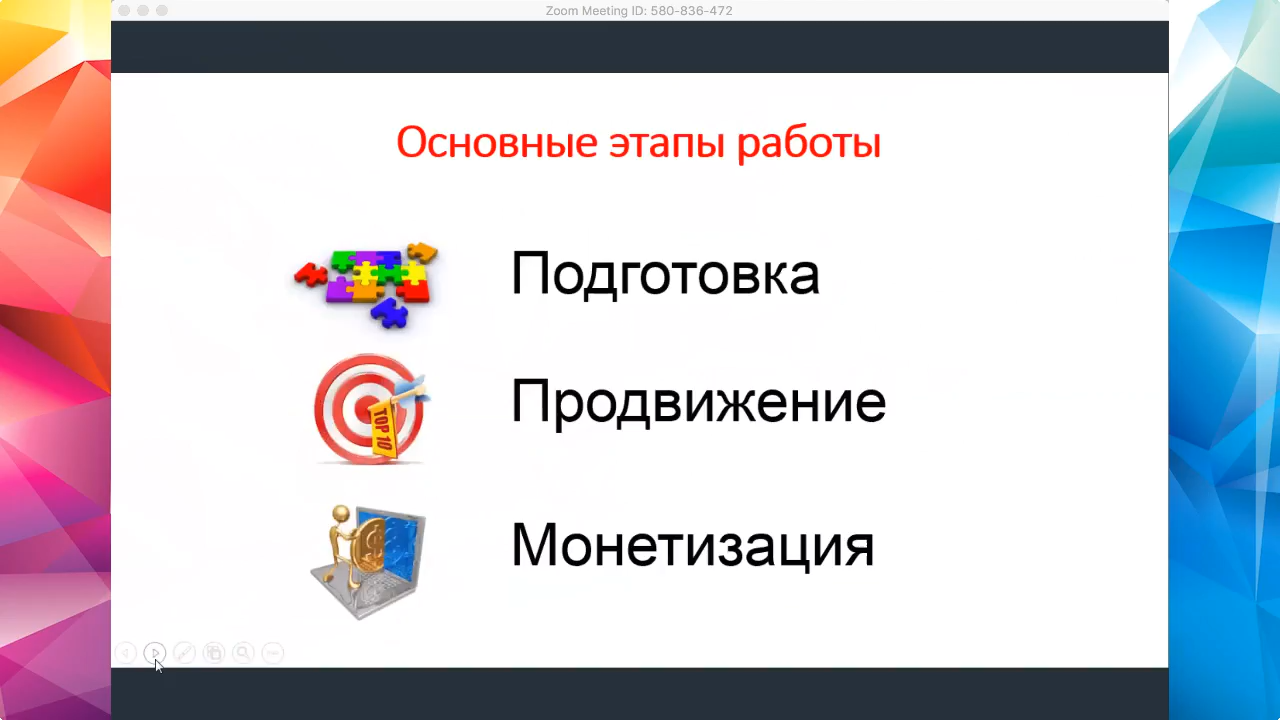 Zoom Meeting ID: 580-836-472
Основные этапы работы
Подготовка
TOP 10
Продвижение
Монетизация